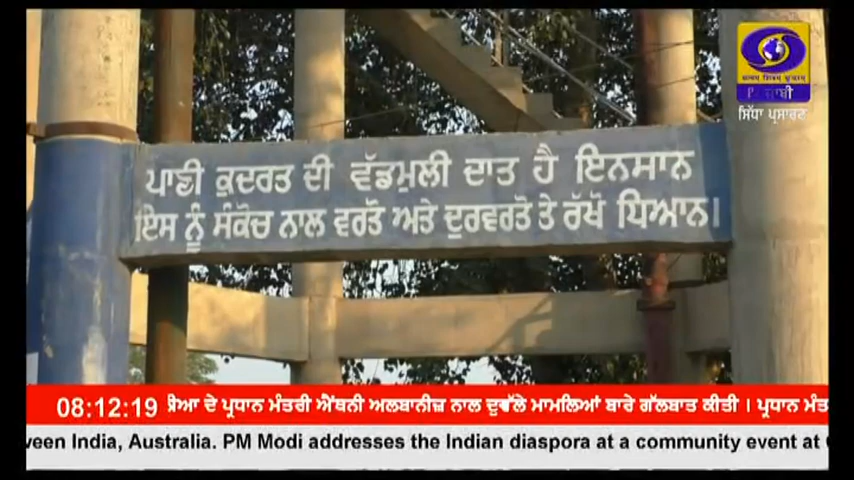 ਸਿੱਧਾ ਪ੍ਰਸਾਰਣ
ਪਾਣੀ ਕੁਦਰਤ ਦੀ ਵੱਡਮੁਲੀ ਦਾਤ ਹੈ ਇਨਸਾਨ
ਇਸ ਨੂੰ ਸੰਕੋਚ ਨਾਲ ਵਰਤੋ ਅਤੇ ਦੁਰਵਰਤੋ ਤੇ ਰੱਖੋ ਧਿਆਨ।
08:12:19 ਦੇ ਪ੍ਰਧਾਨ ਮੰਤਰੀ ਐਂਥਨੀ ਅਲਬਾਨੀਜ਼ ਨਾਲ ਦੁਵੱਲੇ ਮਾਮਲਿਆਂ ਬਾਰੇ ਗੱਲਬਾਤ ਕੀਤੀ । ਪ੍ਰਧਾਨ
veen India, Australia. PM Modi addresses the Indian diaspora at a community event at